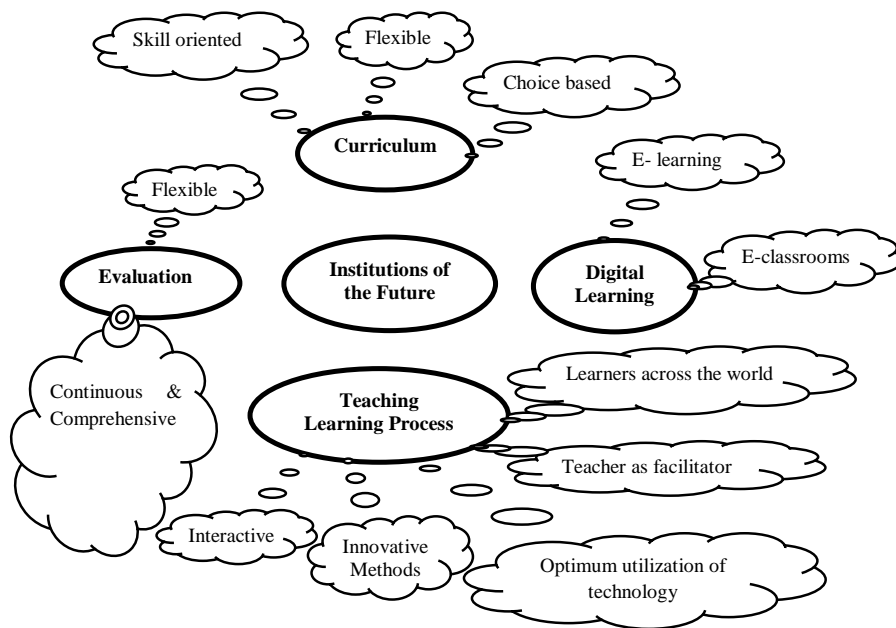 Skill oriented
Flexible
Choice based
Curriculum
E- learning
Flexible
E-classrooms
Evaluation
Institutions of
the Future
Digital
Learning
Continuous &
Comprehensive
Learners across the world
Teaching
Learning Process
Teacher as facilitator
Interactive
Innovative
Methods
Optimum utilization of
technology